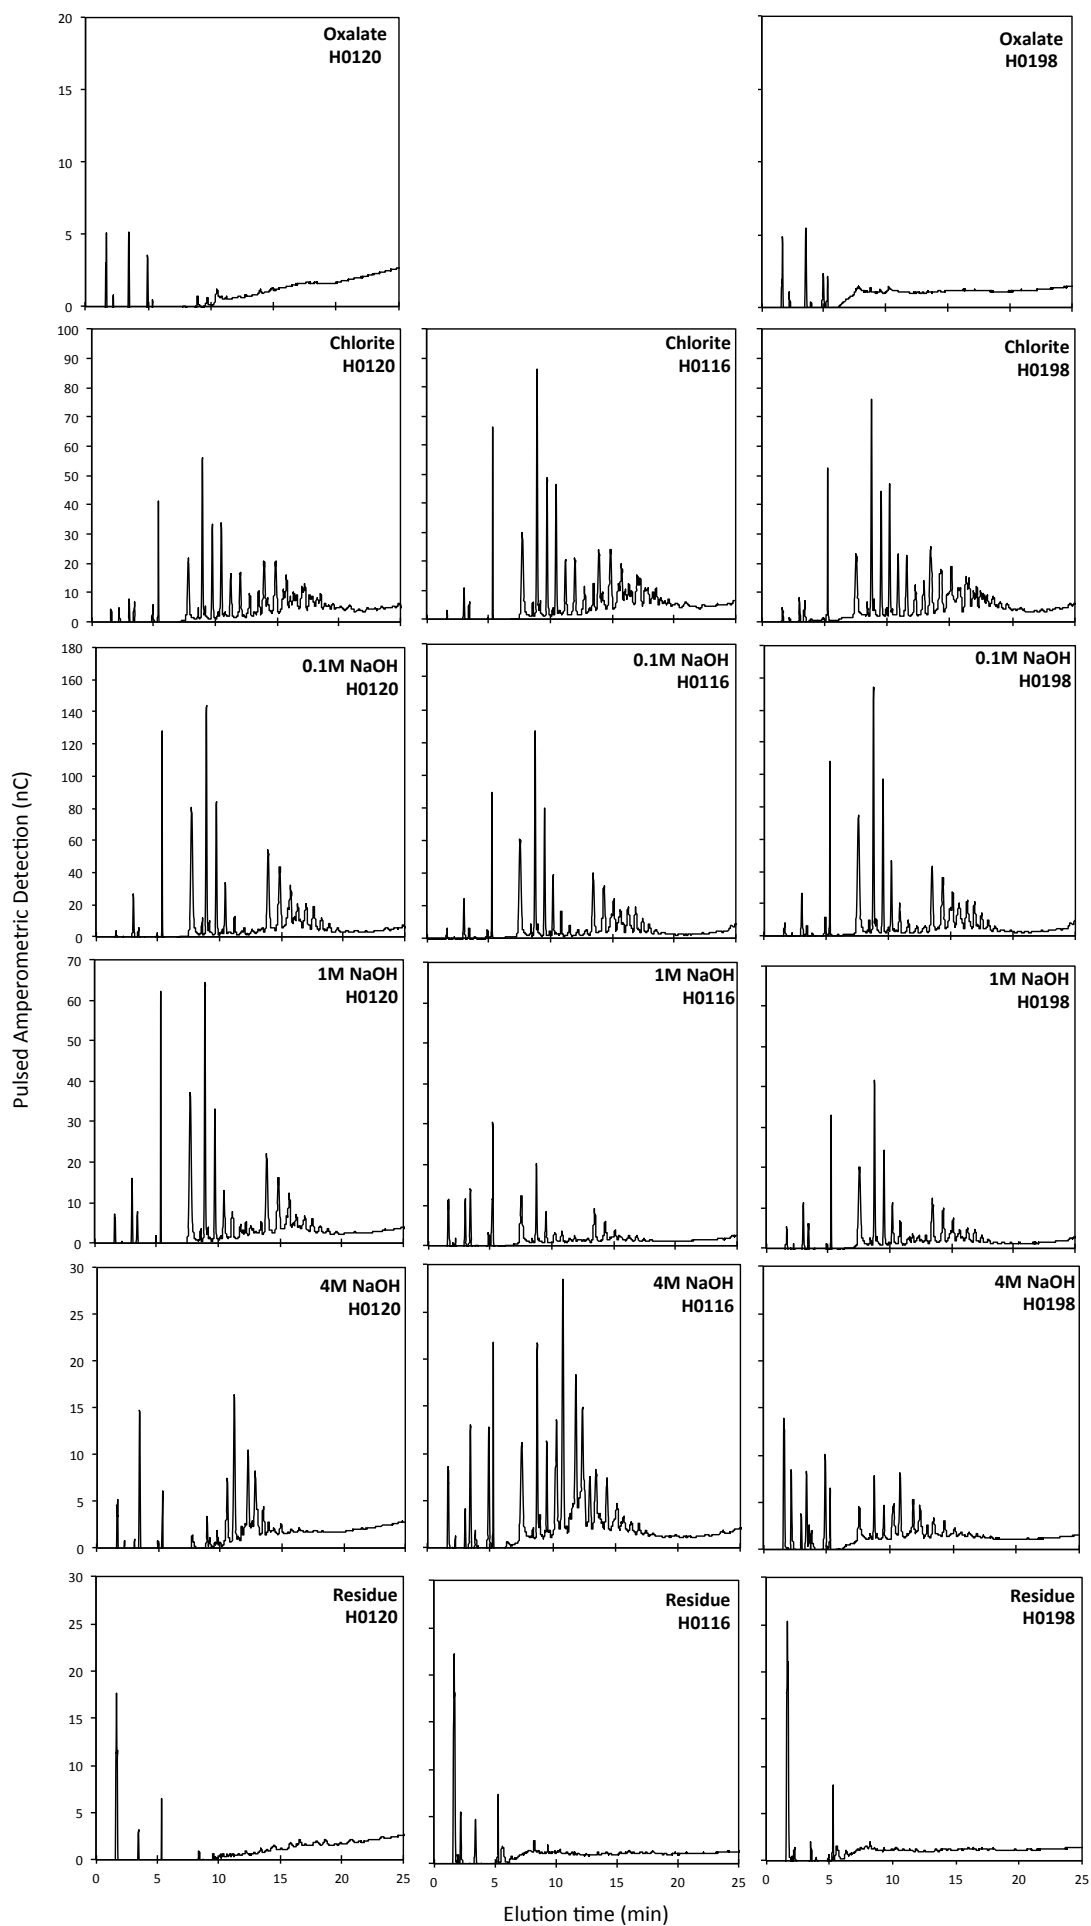 Oxalate
H0120
20
15
10
5
0
Oxalate
H0198
Chlorite
H0120
100
90
80
70
60
50
40
30
20
10
0
Chlorite
H0116
Chlorite
H0198
0.1M NaOH
H0120
180
160
140
120
100
80
60
40
20
0
0.1M NaOH
H0116
0.1M NaOH
H0198
Pulsed Amperometric Detection (nC)
1M NaOH
H0120
70
60
50
40
30
20
10
0
1M NaOH
H0116
1M NaOH
H0198
4M NaOH
H0120
30
25
20
15
10
5
0
4M NaOH
H0116
4M NaOH
H0198
Residue
H0120
30
25
20
15
10
5
0
Residue
H0116
Residue
H0198
0 5 10 15 20 25
0 5 10 15 20 25
0 5 10 15 20 25
Elution time (min)